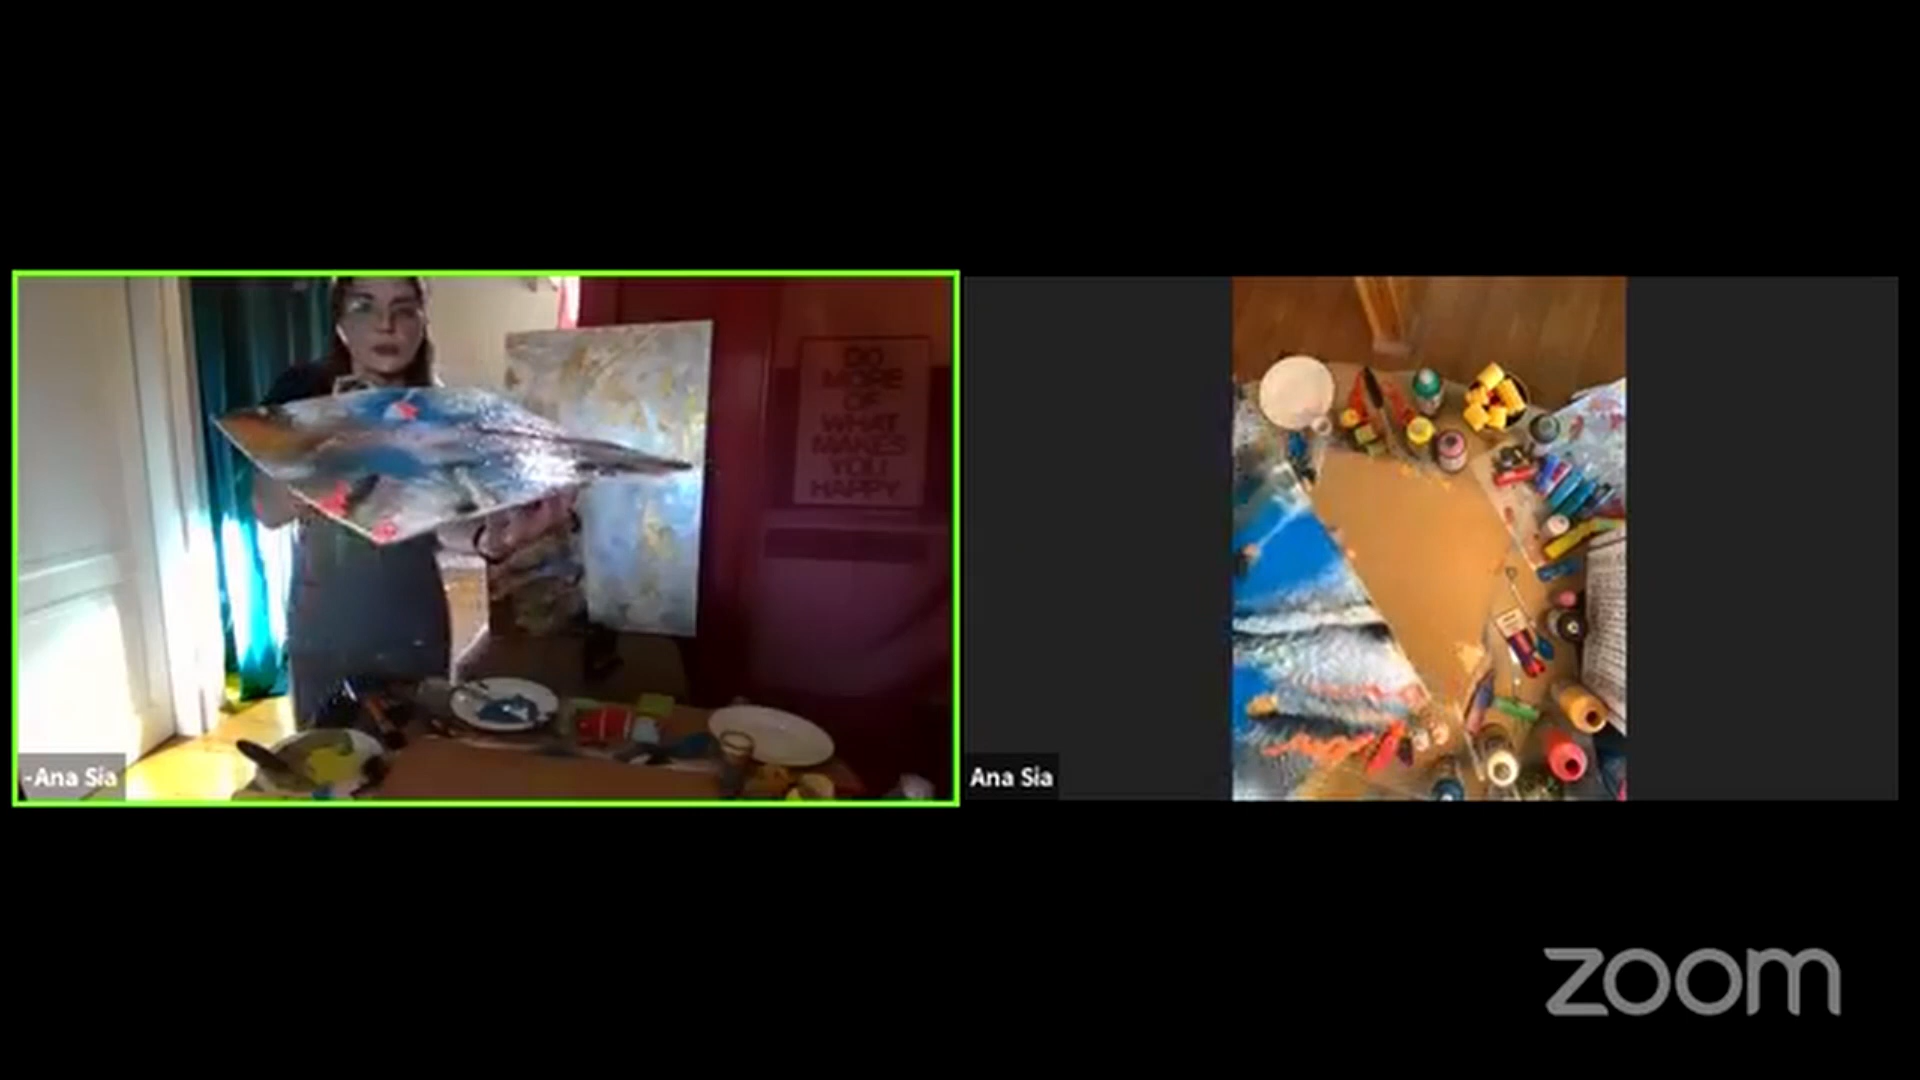 DO
MORE
OF
WHAT
MAKES
YOU
HAPPY
-Ana Sia
Ana Sia
zoom